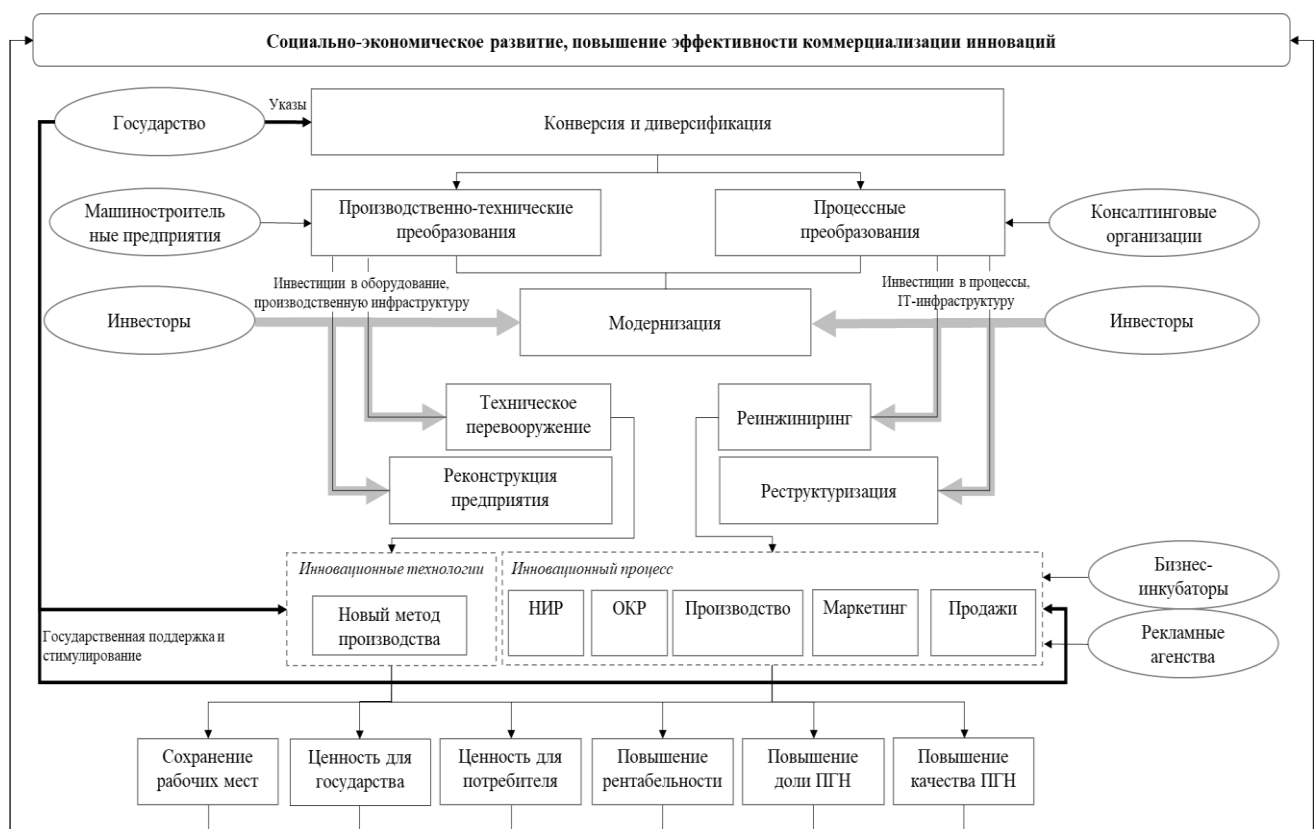 Социально-экономическое развитие, повышение эффективности коммерциализации инноваций
Государство
Указы
Конверсия и диверсификация
Машиностроитель
ные предприятия
Производственно-технические
преобразования
Процессные
преобразования
Консалтинговые
организации
Инвестиции в оборудование,
производственную инфраструктуру
Инвестиции в процессы,
IT-инфраструктуру
Инвесторы
Модернизация
Инвесторы
Техническое
перевооружение
Реинжиниринг
Реконструкция
предприятия
Реструктуризация
Инновационные технологии
Новый метод
производства
Инновационный процесс
НИР
ОКР
Производство
Маркетинг
Продажи
Бизнес-
инкубаторы
Рекламные
агенства
Государственная поддержка и
стимулирование
Сохранение
рабочих мест
Ценность для
государства
Ценность для
потребителя
Повышение
рентабельности
Повышение
доли ПГН
Повышение
качества ПГН